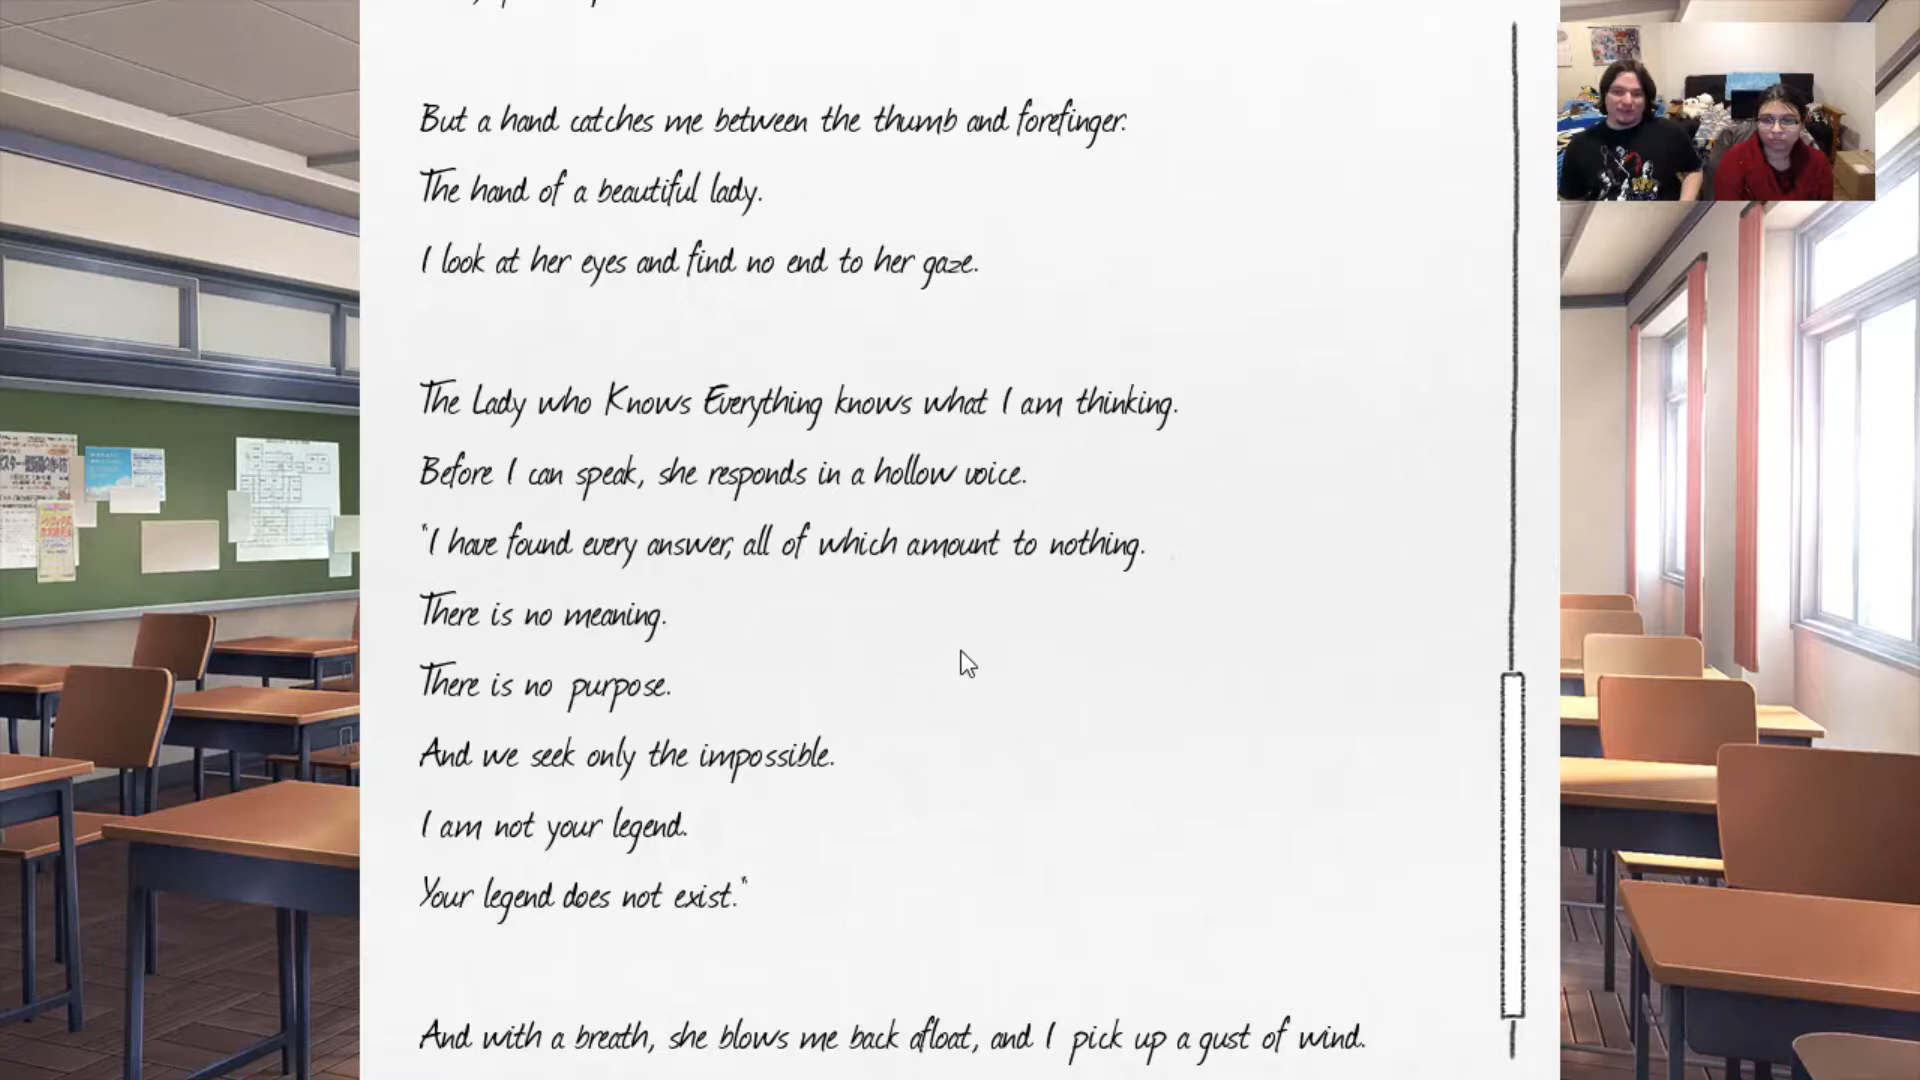 But a hand catches me between the thumb and forefinger.
The hand of a beautiful lady.
I look at her eyes and find no end to her gaze.
The Lady who Knows Everything knows what I am thinking.
Before I can speak, she responds in a hollow voice.
"I have found every answer, all of which amount to nothing.
There is no meaning.
There is no purpose.
And we seek only the impossible.
I am not your legend.
Your legend does not exist."
And with a breath, she blows me back afloat, and I pick up a gust of wind.